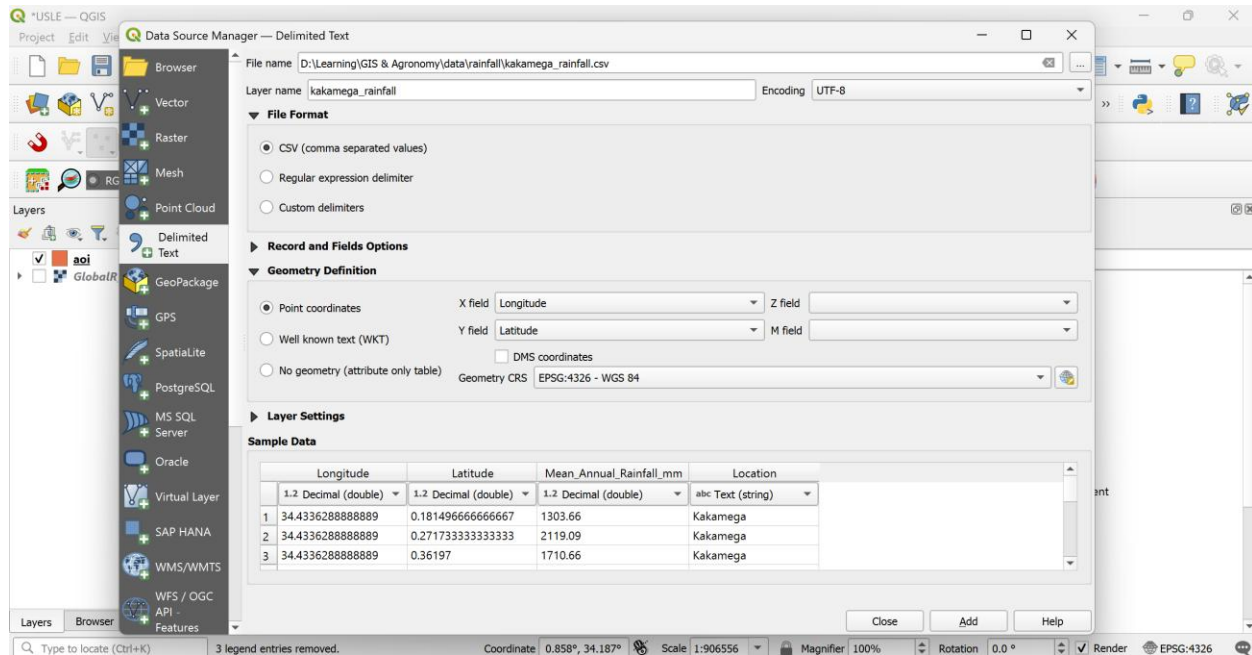 *USLE — QGIS
Project Edit Vie
Data Source Manager — Delimited Text
Browser
Vector
Raster
Mesh
Point Cloud
Delimited
Text
GeoPackage
GPS
SpatiaLite
PostgreSQL
MS SQL
Server
Oracle
Virtual Layer
SAP HANA
WMS/WMTS
WFS / OGC
API -
Features
File name D:\Learning\GIS & Agronomy\data\rainfall\kakamega_rainfall.csv ...
Layer name kakamega_rainfall Encoding UTF-8
File Format
CSV (comma separated values)
Regular expression delimiter
Custom delimiters
Record and Fields Options
Geometry Definition
Point coordinates X field Longitude Z field
Y field Latitude M field
Well known text (WKT)
DMS coordinates
No geometry (attribute only table) Geometry CRS EPSG:4326 - WGS 84
Layer Settings
Sample Data
Longitude Latitude Mean_Annual_Rainfall_mm Location
1.2 Decimal (double) 1.2 Decimal (double) 1.2 Decimal (double) abc Text (string)
1 34.4336288888889 0.181496666666667 1303.66 Kakamega
2 34.4336288888889 0.271733333333333 2119.09 Kakamega
3 34.4336288888889 0.36197 1710.66 Kakamega
Close Add Help
RG
Layers
aoi
GlobalR
ent
»
Layers Browser
Type to locate (Ctrl+K) 3 legend entries removed. Coordinate 0.858°, 34.187° Scale 1:906556 Magnifier 100% Rotation 0.0 ° Render EPSG:4326